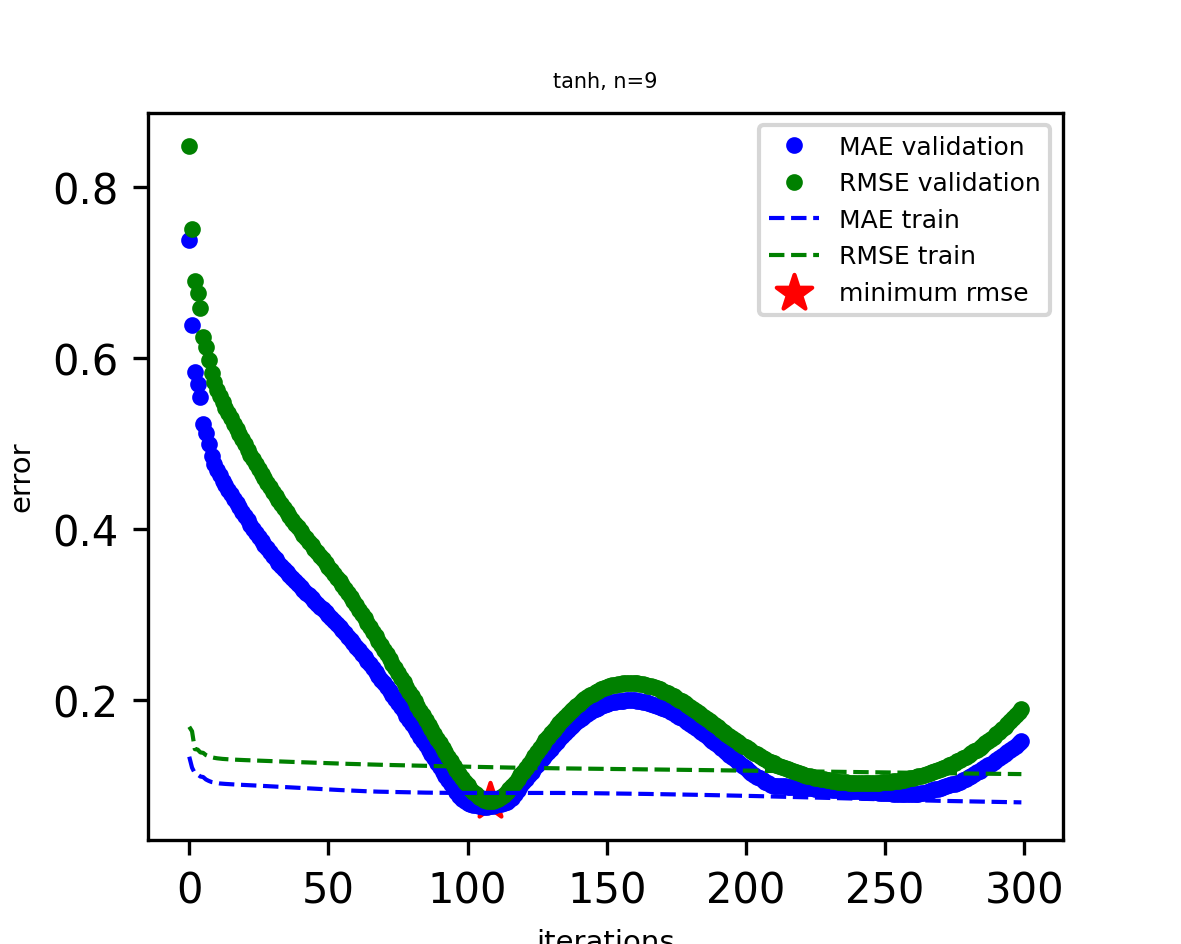 tanh, n=9
MAE validation
RMSE validation
MAE train
RMSE train
minimum rmse
error
0.8
0.6
0.4
0.2
0 50 100 150 200 250 300
iterations